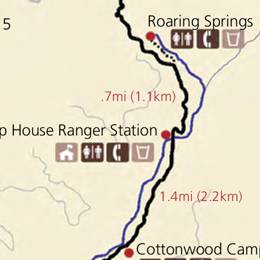 Roaring Springs
5
.7mi (1.1km)
p House Ranger Station
1.4mi (2.2km)
Cottonwood Camp